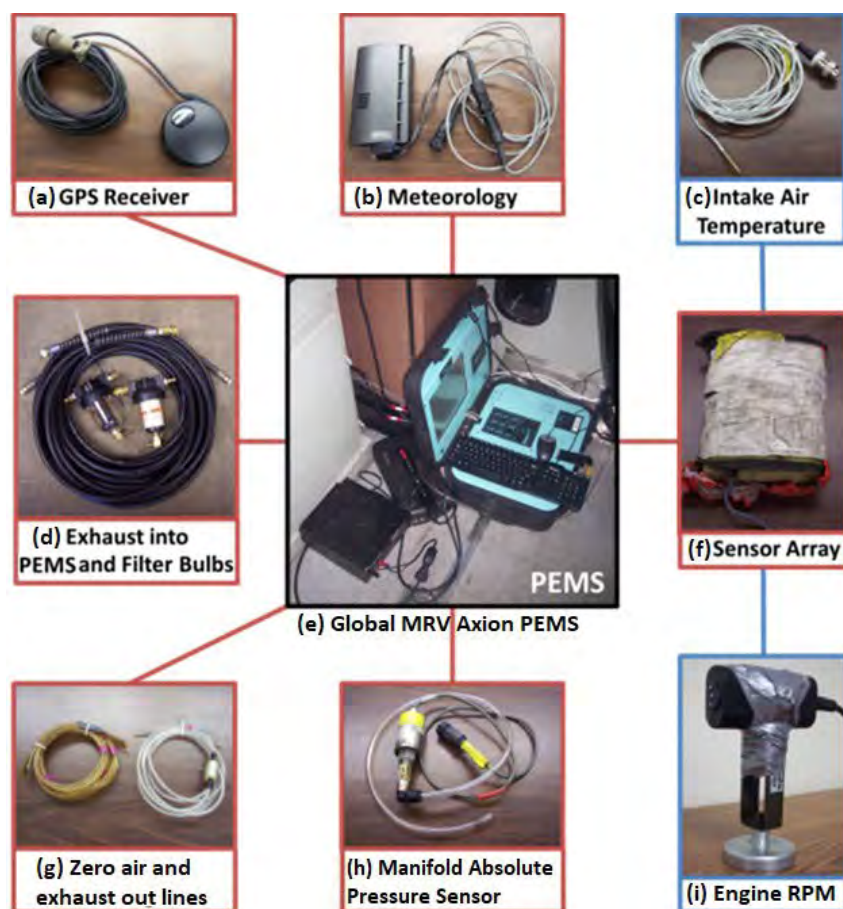 (a) GPS Receiver
(b) Meteorology
(c) Intake Air
Temperature
(d) Exhaust into
PEMS and Filter Bulbs
PEMS
(e) Global MRV Axion PEMS
(f) Sensor Array
(g) Zero air and
exhaust out lines
(h) Manifold Absolute
Pressure Sensor
(i) Engine RPM